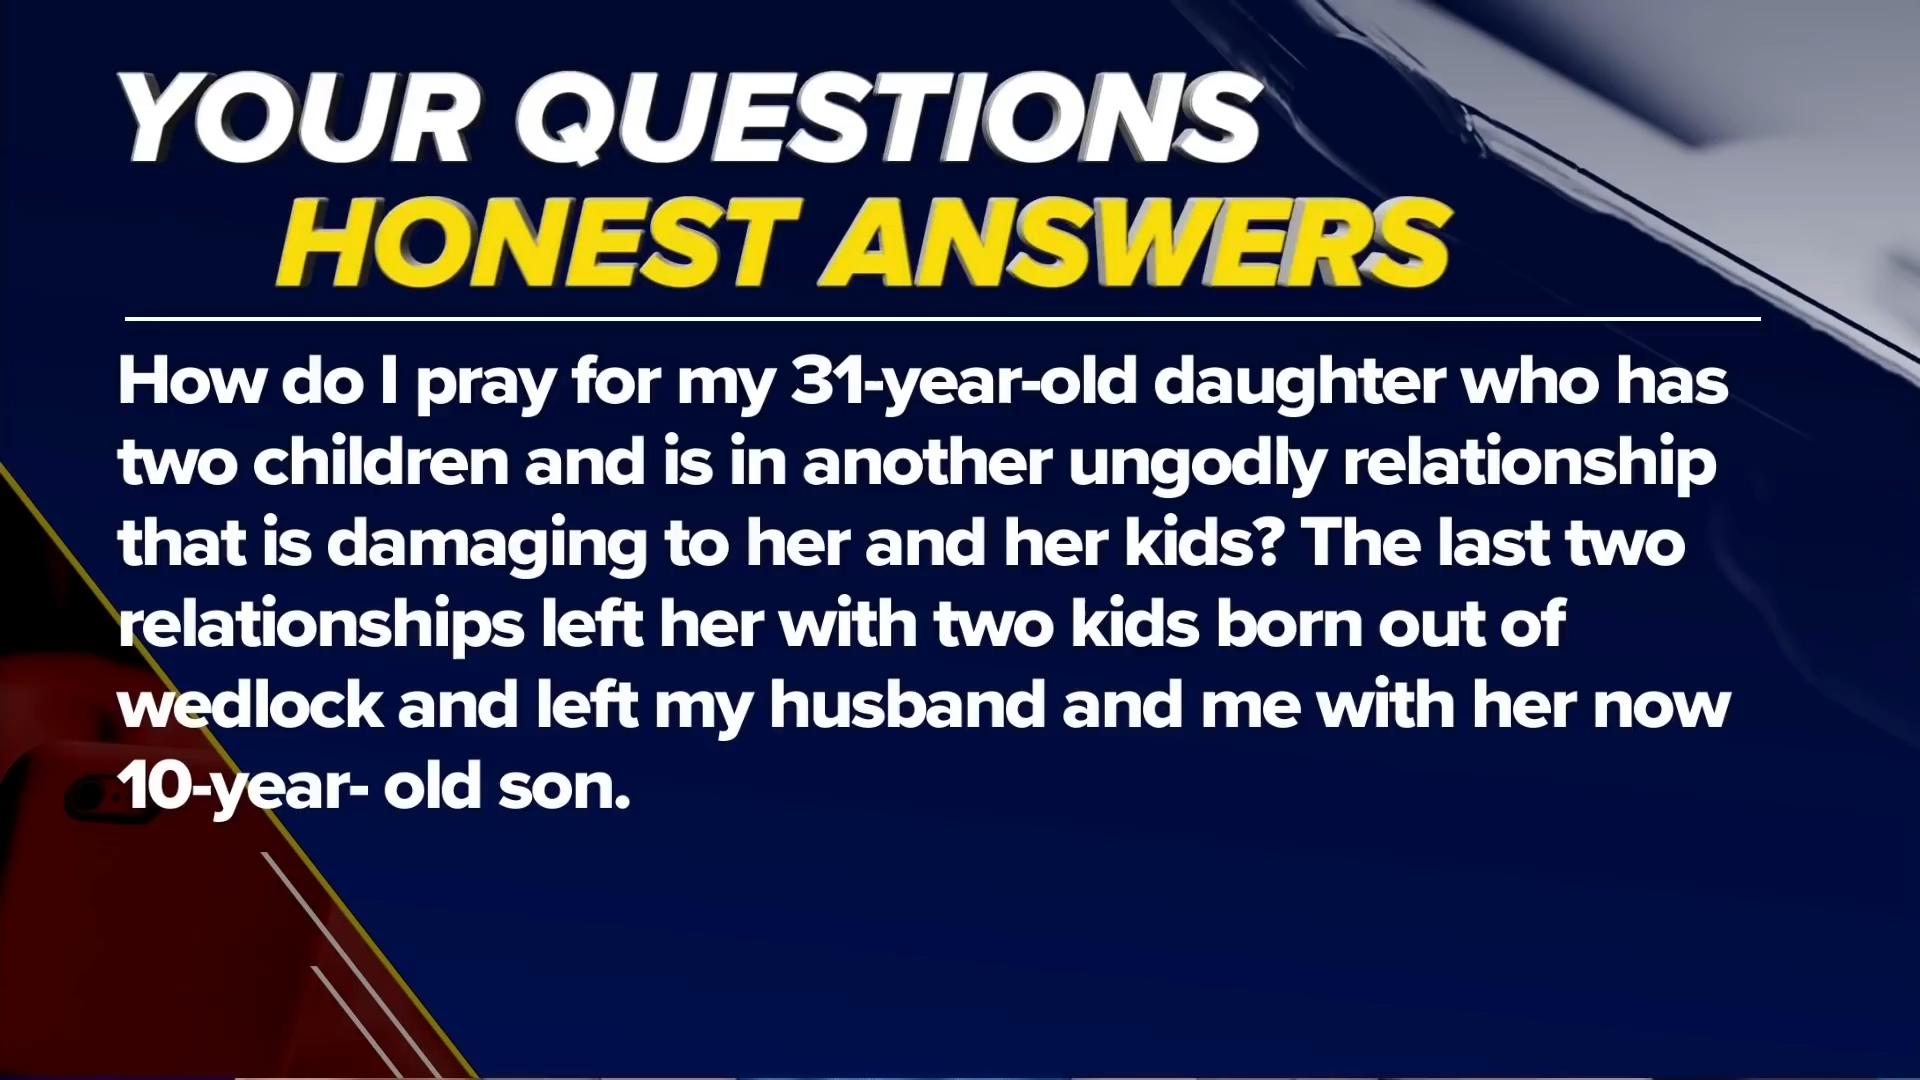 YOUR QUESTIONS
HONEST ANSWERS
How do I pray for my 31-year-old daughter who has
two children and is in another ungodly relationship
that is damaging to her and her kids? The last two
relationships left her with two kids born out of
wedlock and left my husband and me with her now
10-year- old son.